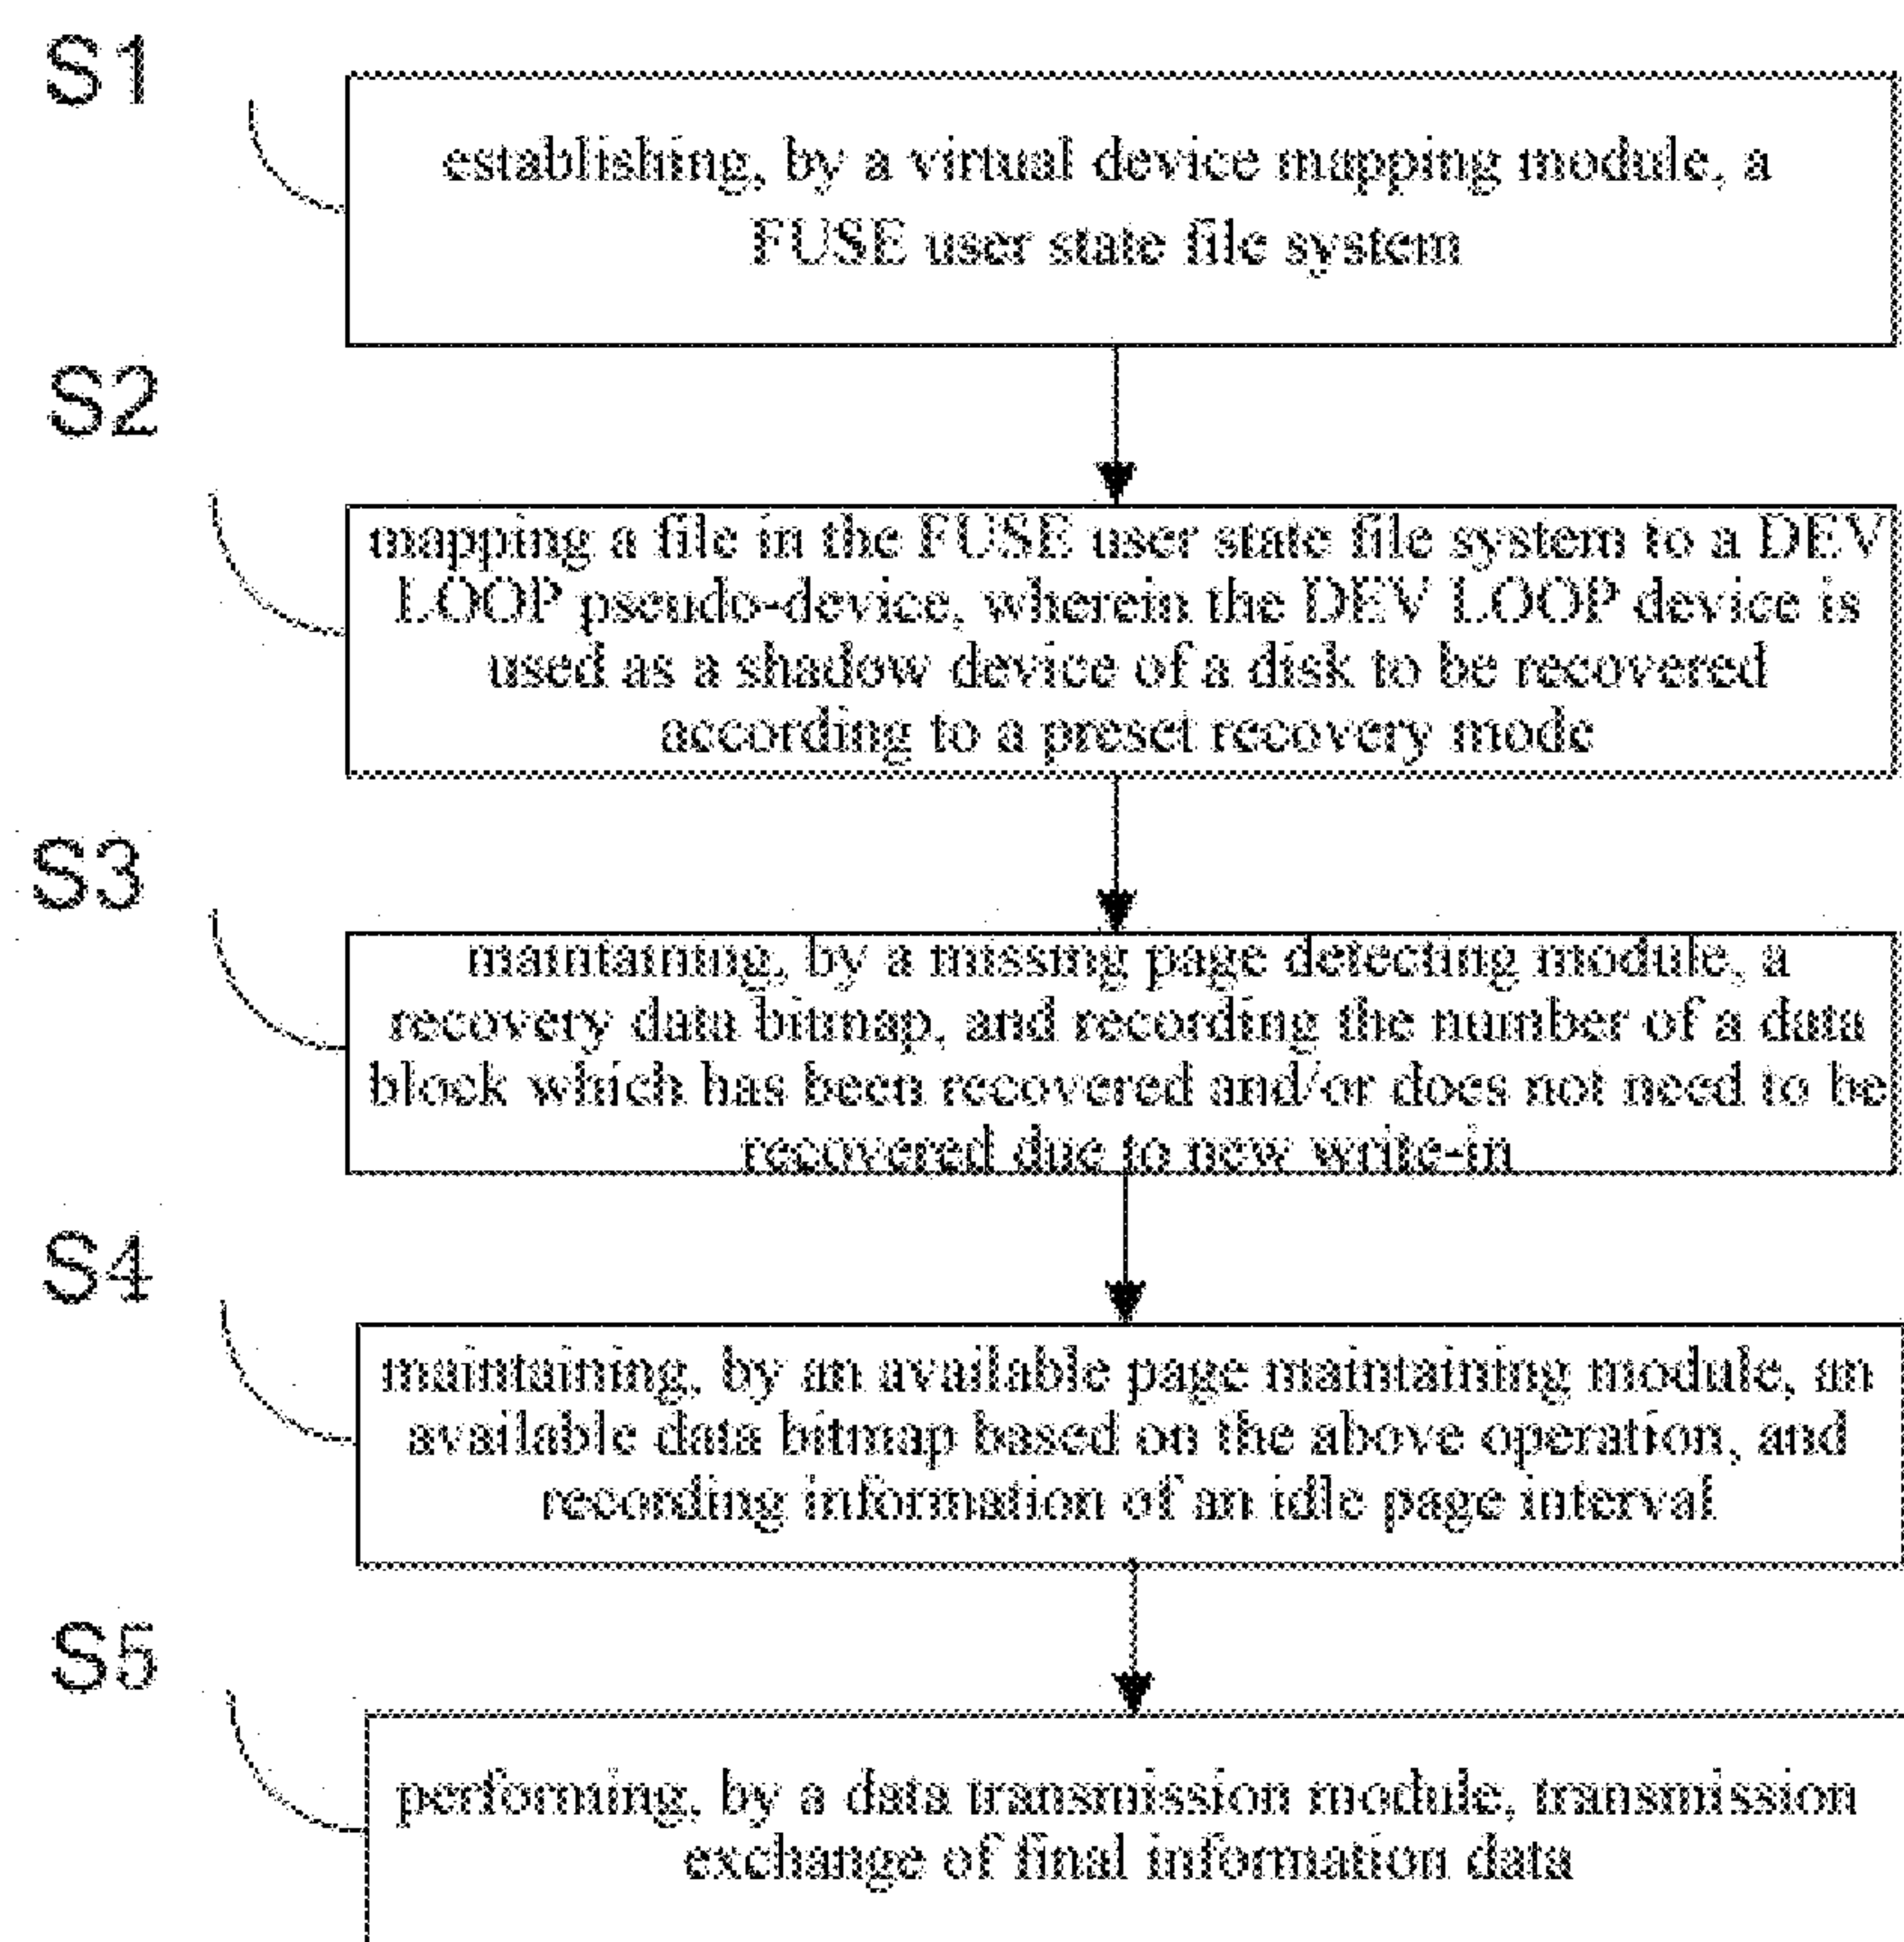 S1
establishing, by a virtual device mapping module, a
FUSE user state file system
S2
mapping a file in the FUSE user state file system to a DEV
LOOP pseudo-device, wherein the DEV LOOP device is
used as a shadow device of a disk to be recovered
according to a preset recovery mode
S3
maintaining, by a missing page detecting module, a
recovery data bitmap, and recording the number of a data
block which has been recovered and/or does not need to be
recovered due to new write-in
S4
maintaining, by an available page maintaining module, an
available data bitmap based on the above operation, and
recording information of an idle page interval
S5
performing, by a data transmission module, transmission
exchange of final information data